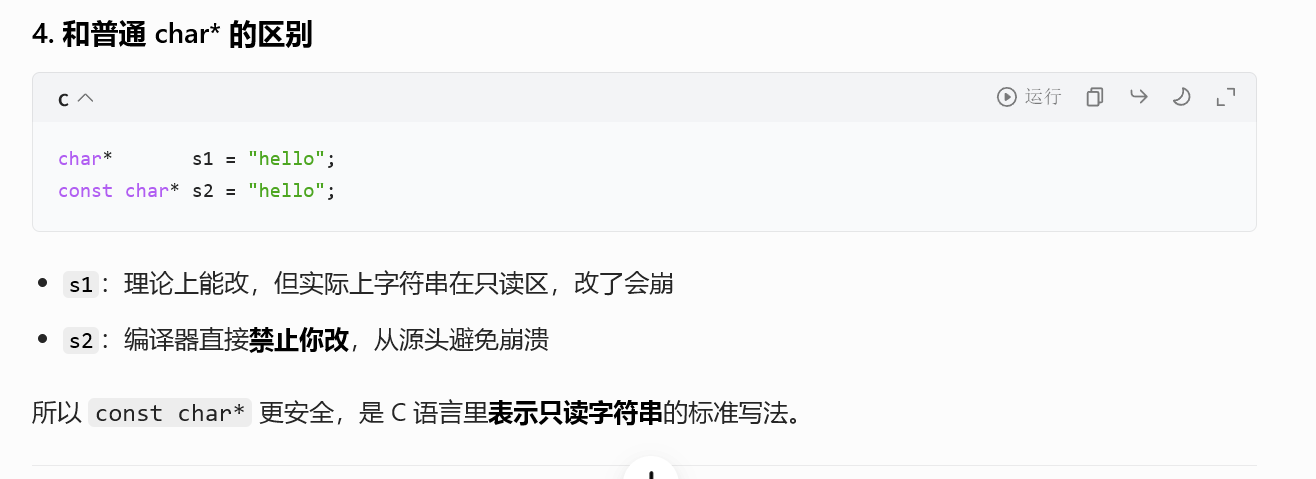 4. 和普通 char* 的区别
C 运行
char*       s1 = "hello";
const char* s2 = "hello";
s1：理论上能改，但实际上字符串在只读区，改了会崩
s2：编译器直接禁止你改，从源头避免崩溃
所以 const char* 更安全，是 C 语言里表示只读字符串的标准写法。